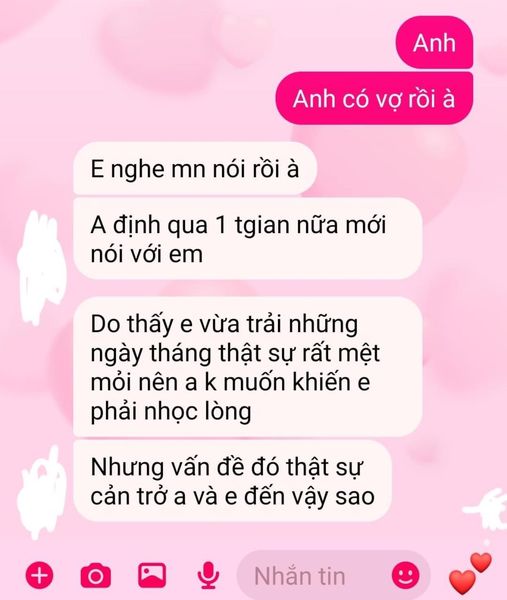 Anh
Anh có vợ rồi à
E nghe mn nói rồi à
A định qua 1 tgian nữa mới
nói với em
Do thấy e vừa trải những
ngày tháng thật sự rất mệt
mỏi nên a k muốn khiến e
phải nhọc lòng
Nhưng vấn đề đó thật sự
cản trở a và e đến vậy sao
Nhắn tin